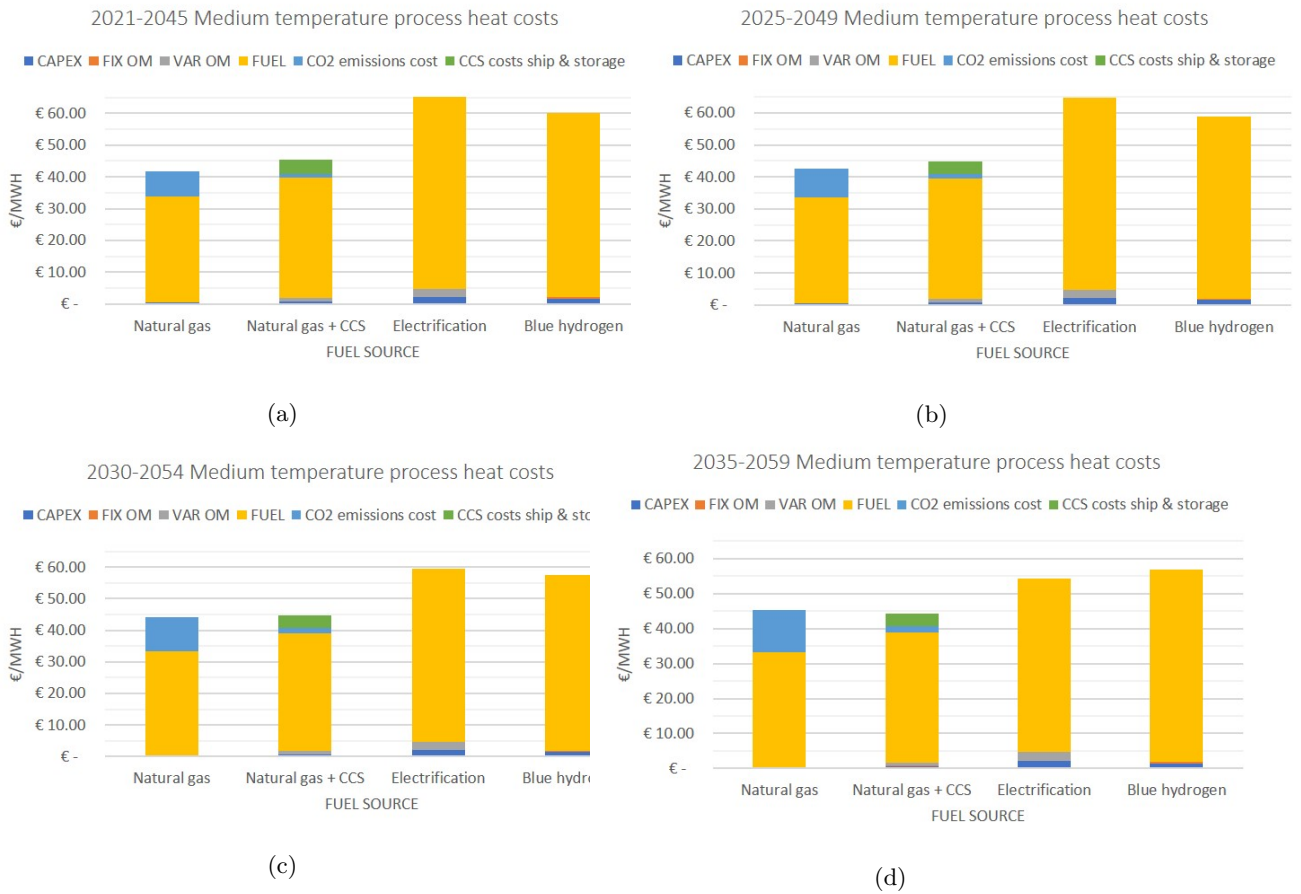 2021-2045 Medium temperature process heat costs
CAPEX FIX OM VAR OM FUEL CO2 emissions cost CCS costs ship & storage
€ 60.00
€ 50.00
€ 40.00
€ 30.00
€ 20.00
€ 10.00
€ -
€/MWH
Natural gas Natural gas + CCS Electrification Blue hydrogen
FUEL SOURCE
(a)
2025-2049 Medium temperature process heat costs
CAPEX FIX OM VAR OM FUEL CO2 emissions cost CCS costs ship & storage
€ 60.00
€ 50.00
€ 40.00
€ 30.00
€ 20.00
€ 10.00
€ -
€/MWH
Natural gas Natural gas + CCS Electrification Blue hydrogen
FUEL SOURCE
(b)
2030-2054 Medium temperature process heat costs
CAPEX FIX OM VAR OM FUEL CO2 emissions cost CCS costs ship & sto
€ 60.00
€ 50.00
€ 40.00
€ 30.00
€ 20.00
€ 10.00
€ -
€/MWH
Natural gas Natural gas + CCS Electrification Blue hydro
FUEL SOURCE
(c)
2035-2059 Medium temperature process heat costs
CAPEX FIX OM VAR OM FUEL CO2 emissions cost CCS costs ship & storage
€ 60.00
€ 50.00
€ 40.00
€ 30.00
€ 20.00
€ 10.00
€ -
€/MWH
Natural gas Natural gas + CCS Electrification Blue hydrogen
FUEL SOURCE
(d)